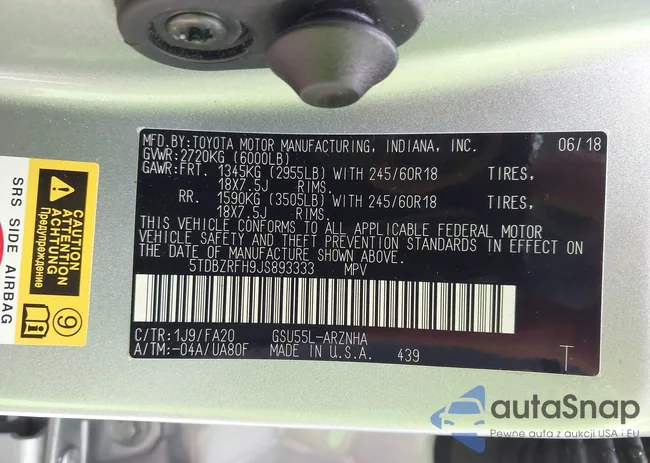 MFD.BY:TOYOTA MOTOR MANUFACTURING, INDIANA, INC. 06/18
GVWR:2720KG (6000LB)
GAWR:FRT. 1345KG (2955LB) WITH 245/60R18 TIRES,
18X7.5J RIMS.
RR. 1590KG (3505LB) WITH 245/60R18 TIRES,
18X7.5J RIMS.
THIS VEHICLE CONFORMS TO ALL APPLICABLE FEDERAL MOTOR
VEHICLE SAFETY AND THEFT PREVENTION STANDARDS IN EFFECT ON
THE DATE OF MANUFACTURE SHOWN ABOVE.
5TDBZRFH9JS893333 MPV
C/TR:1J9/FA20 GSU55L-ARZNHA
A/TM:-04A/UA80F MADE IN U.S.A. 439 T
SRS SIDE AIRBAG
CAUTION
ATTENTION
ACHTUNG
Предупреждение
9
autaSnap
Pewne auta z aukcji USA i EU